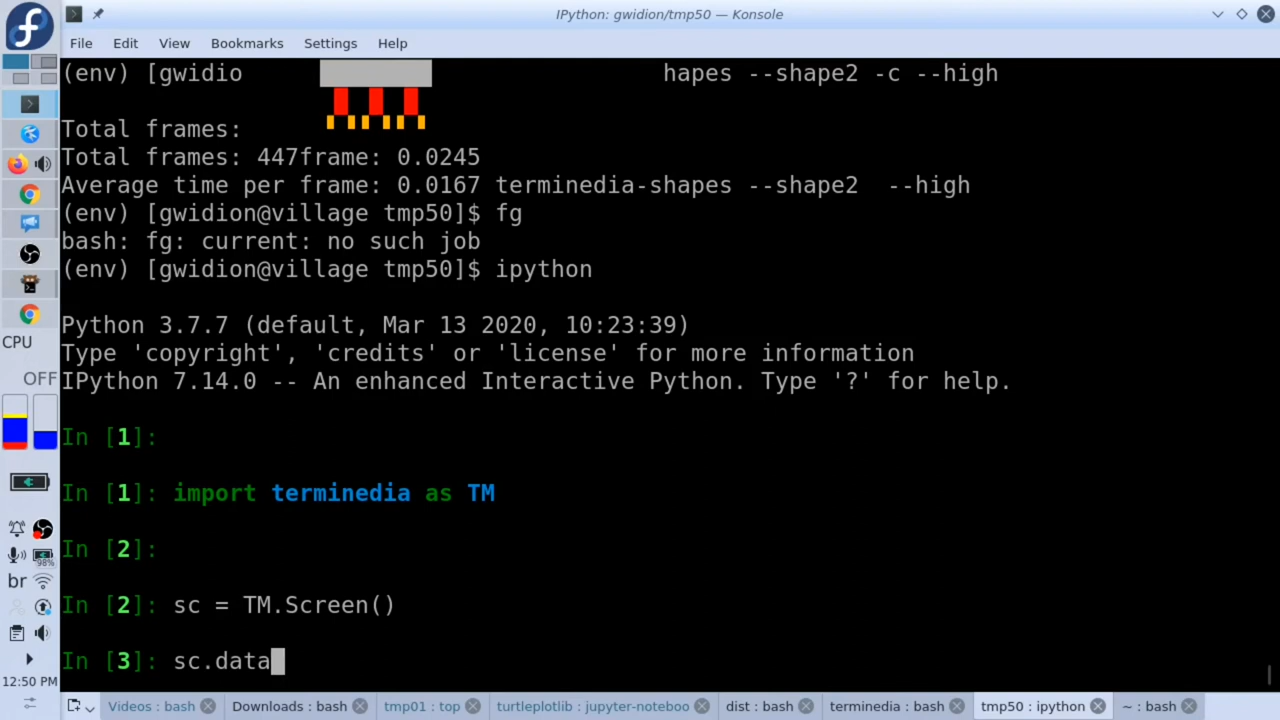 IPython: gwidion/tmp50 — Konsole
File Edit View Bookmarks Settings Help
(env) [gwidio hapes --shape2 -c --high
Total frames:
Total frames: 447frame: 0.0245
Average time per frame: 0.0167 terminedia-shapes --shape2  --high
(env) [gwidion@village tmp50]$ fg
bash: fg: current: no such job
(env) [gwidion@village tmp50]$ ipython
Python 3.7.7 (default, Mar 13 2020, 10:23:39)
Type 'copyright', 'credits' or 'license' for more information
IPython 7.14.0 -- An enhanced Interactive Python. Type '?' for help.
In [1]:
In [1]: import terminedia as TM
In [2]:
In [2]: sc = TM.Screen()
In [3]: sc.data
CPU
OFF
98%
br
12:50 PM
Videos : bash Downloads : bash tmp01 : top turtleplotlib : jupyter-noteboo dist : bash terminedia : bash tmp50 : ipython ~ : bash